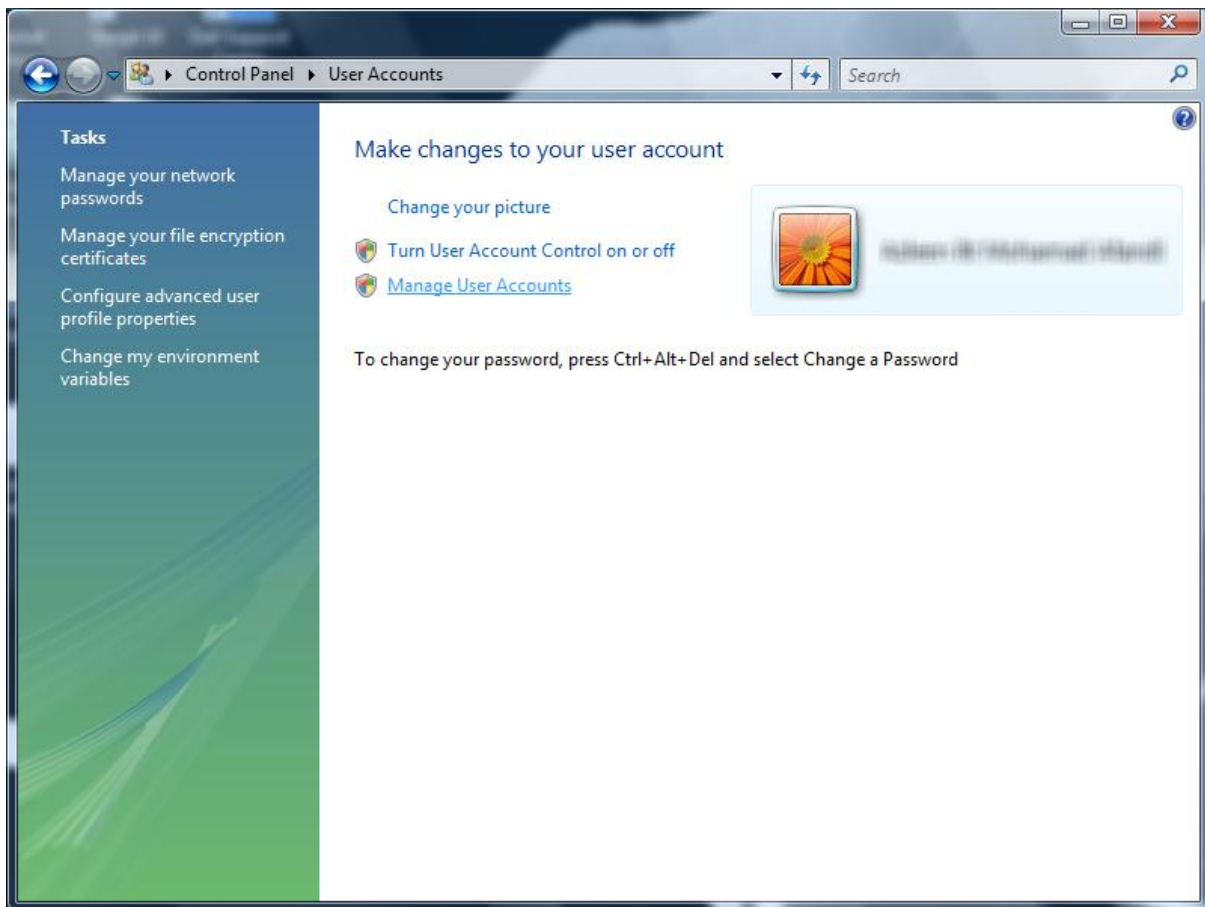 Control Panel
User Accounts
Search
Tasks
Manage your network
passwords
Manage your file encryption
certificates
Configure advanced user
profile properties
Change my environment
variables
Make changes to your user account
Change your picture
Turn User Account Control on or off
Manage User Accounts
To change your password, press Ctrl+Alt+Del and select Change a Password